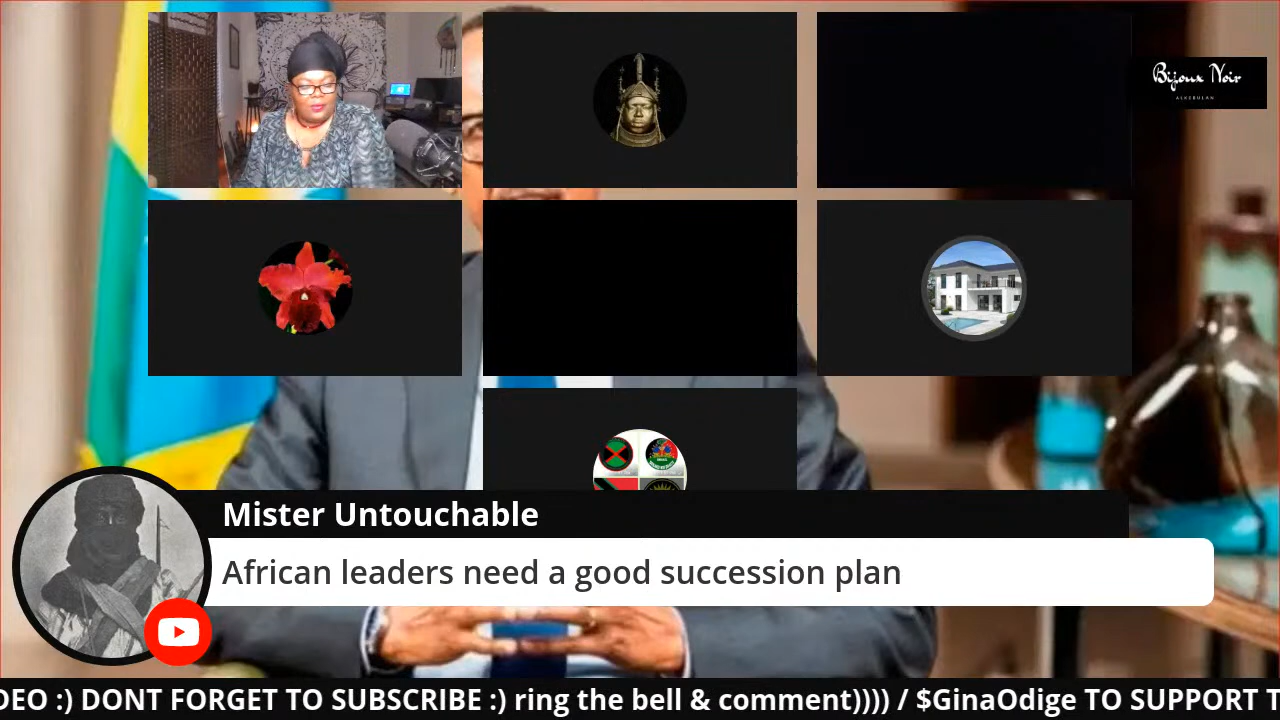 Bijoux Noir
ALKEBULAN
Mister Untouchable
African leaders need a good succession plan
DEO :) DONT FORGET TO SUBSCRIBE :) ring the bell & comment)))) / $GinaOdige TO SUPPORT T